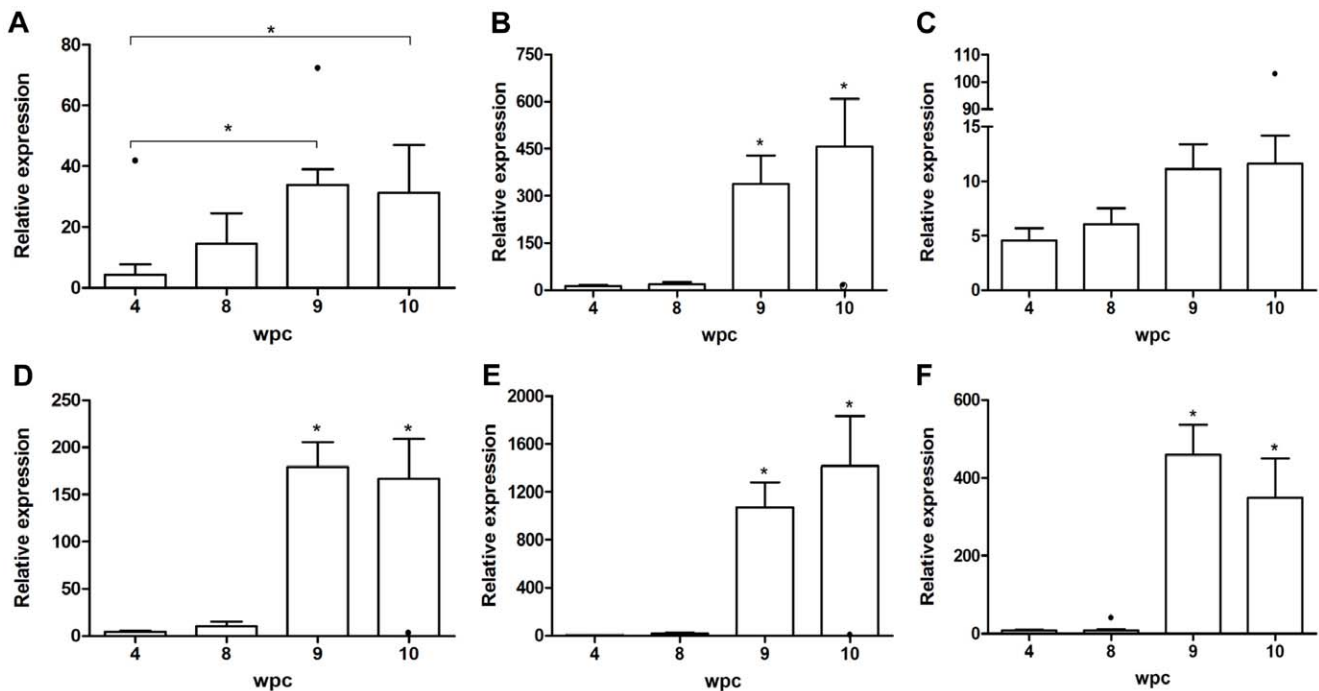 A
Relative expression
80
60
40
20
0
*
*
4 8 9 10
wpc
B
Relative expression
750
600
450
300
150
0
*
*
4 8 9 10
wpc
C
Relative expression
110
100
90
15
10
5
0
4 8 9 10
wpc
D
Relative expression
250
200
150
100
50
0
* *
4 8 9 10
wpc
E
Relative expression
2000
1600
1200
800
400
0
*
*
4 8 9 10
wpc
F
Relative expression
600
400
200
0
*
*
4 8 9 10
wpc